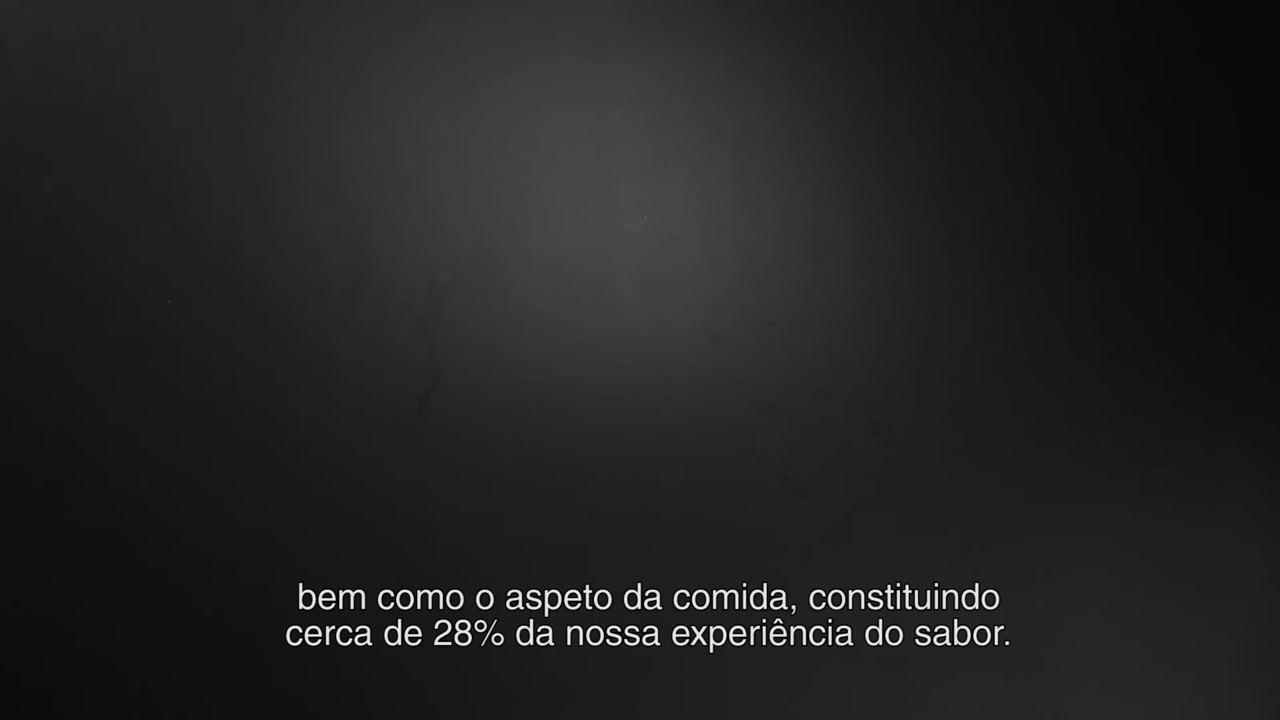 bem como o aspeto da comida, constituindo
cerca de 28% da nossa experiência do sabor.